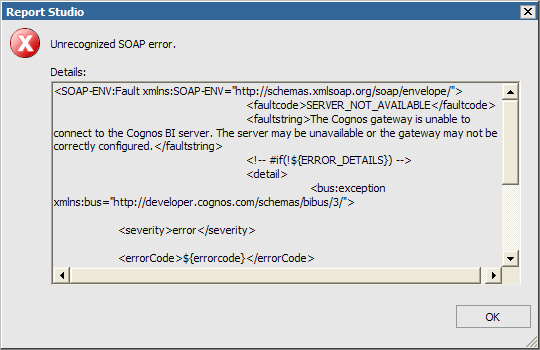 Report Studio
Unrecognized SOAP error.
Details:
<SOAP-ENV:Fault xmlns:SOAP-ENV="http://schemas.xmlsoap.org/soap/envelope/">
<faultcode>SERVER_NOT_AVAILABLE</faultcode>
<faultstring>The Cognos gateway is unable to
connect to the Cognos BI server. The server may be unavailable or the gateway may not be
correctly configured.</faultstring>
<!-- #if(!${ERROR_DETAILS}) -->
<detail>
<bus:exception
xmlns:bus="http://developer.cognos.com/schemas/bibus/3/">
<severity>error</severity>
<errorCode>${errorcode}</errorCode>
OK